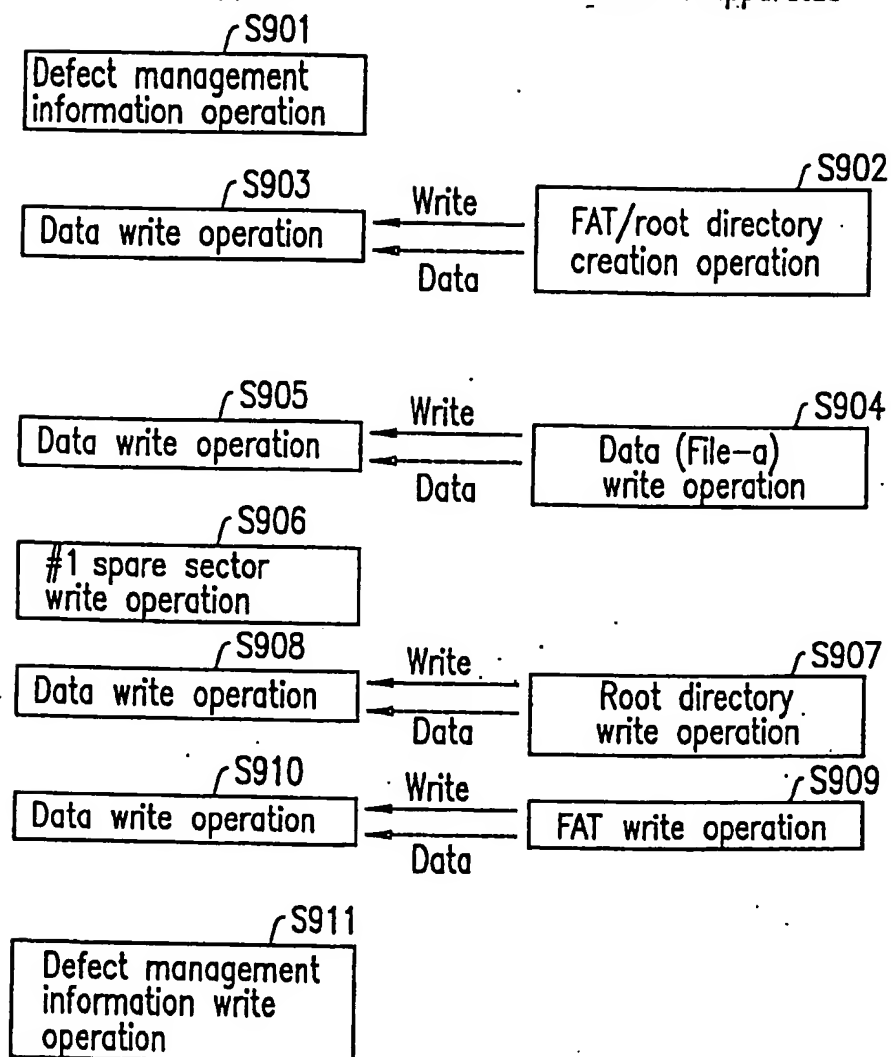 S901
Defect management
information operation
S902
S903
Write
Data write operation
FAT/root directory
creation operation
Data
S905
Write
S904
Data write operation
Data (File-a)
write operation
Data
S906
#1 spare sector
write operation
S908
Write
S907
Data write operation
Root directory
write operation
Data
S910
Write
S909
Data write operation
FAT write operation
Data
S911
Defect management
information write
operation